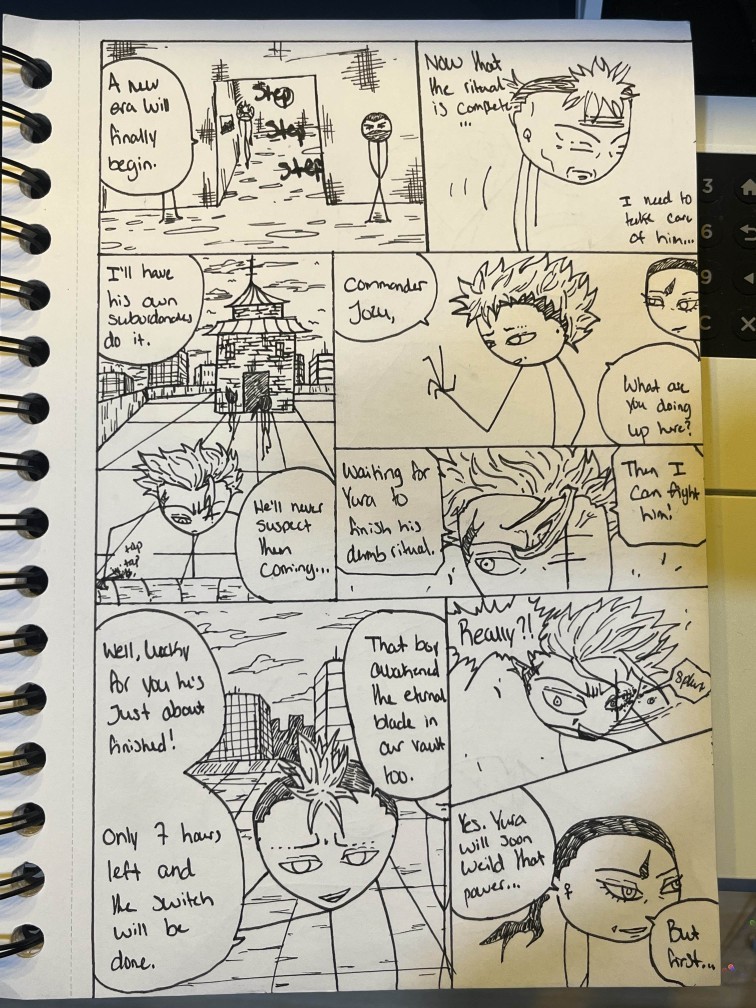 A new
era will
finally
begin.
Step
Step
Step
Now that
the ritual
is compete
...
I need to
take care
of him...
I'll have
his own
subordanates
do it.
He'll never
suspect
them
coming...
tap
tap
Commander
What are
you doing
up here?
Waiting for
Yura to
finish his
dumb ritual.
Then I
can fight
him!
Well, lucky
for you he's
Just about
finished!
Only 7 hours
left and
the switch
will be
done.
That boy
awakened
the eternal
blade in
our vault
too.
Really?!
Yes. Yura
will soon
weild that
power...
But
first...
3
6
9
C